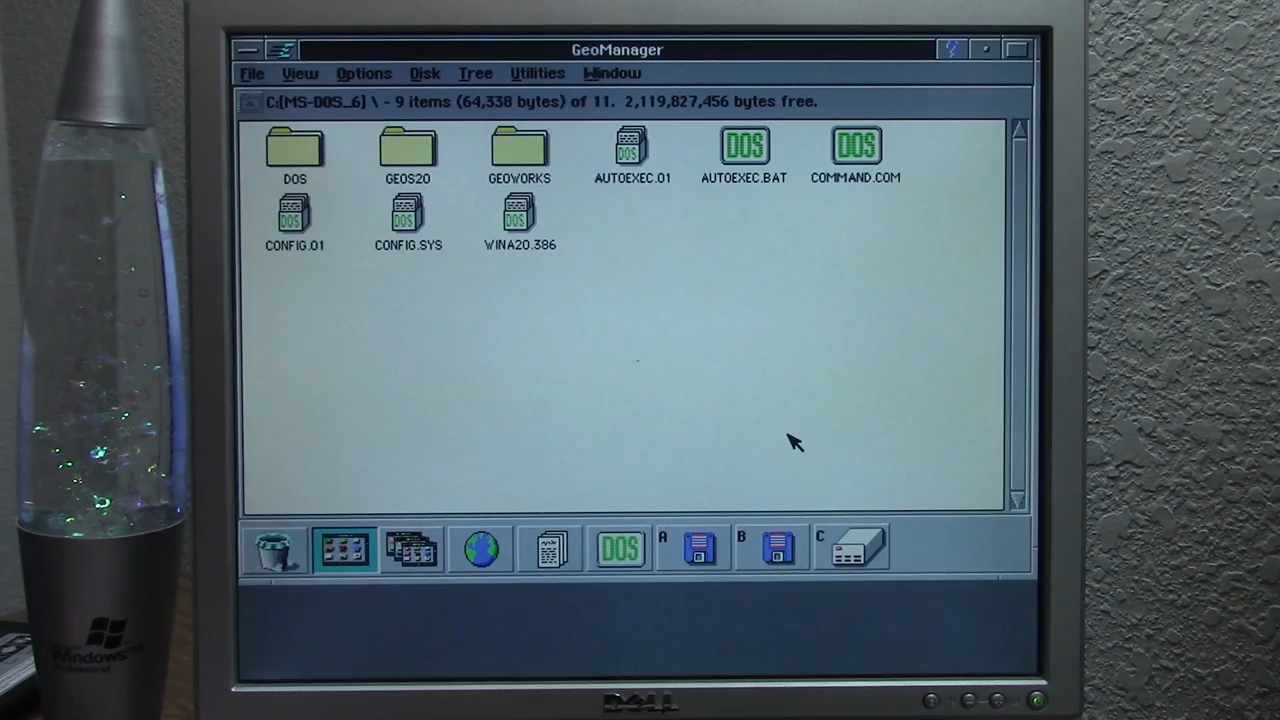 GeoManager
File View Options Disk Tree Utilities Window
C:[MS-DOS_6] \ - 9 items (64,338 bytes) of 11. 2,119,827,456 bytes free.
DOS GEOS20 GEOWORKS AUTOEXEC.01 AUTOEXEC.BAT COMMAND.COM
CONFIG.01 CONFIG.SYS WINA20.386
DOS A B C
Windows
Professional
DELL